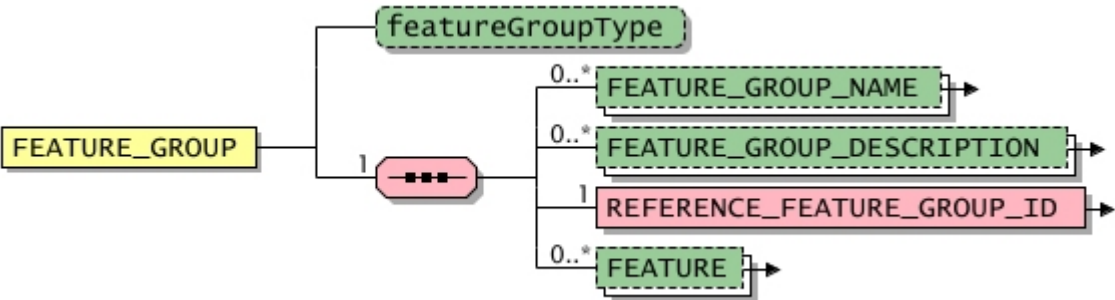 featureGroupType
0..*
FEATURE_GROUP_NAME
0..*
FEATURE_GROUP_DESCRIPTION
FEATURE_GROUP
1
1
REFERENCE_FEATURE_GROUP_ID
0..*
FEATURE